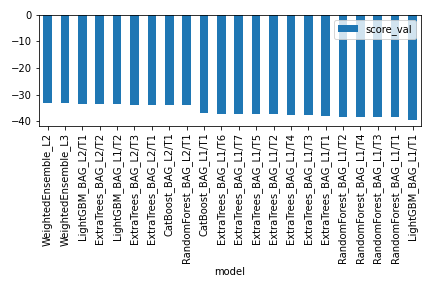 0
−10
−20
−30
−40
score_val
WeightedEnsemble_L2
WeightedEnsemble_L3
LightGBM_BAG_L2/T1
ExtraTrees_BAG_L2/T2
LightGBM_BAG_L1/T2
ExtraTrees_BAG_L2/T3
ExtraTrees_BAG_L2/T1
CatBoost_BAG_L2/T1
RandomForest_BAG_L2/T1
CatBoost_BAG_L1/T1
ExtraTrees_BAG_L1/T6
ExtraTrees_BAG_L1/T7
ExtraTrees_BAG_L1/T5
ExtraTrees_BAG_L1/T2
ExtraTrees_BAG_L1/T4
ExtraTrees_BAG_L1/T3
ExtraTrees_BAG_L1/T1
RandomForest_BAG_L1/T2
RandomForest_BAG_L1/T4
RandomForest_BAG_L1/T3
RandomForest_BAG_L1/T1
LightGBM_BAG_L1/T1
model